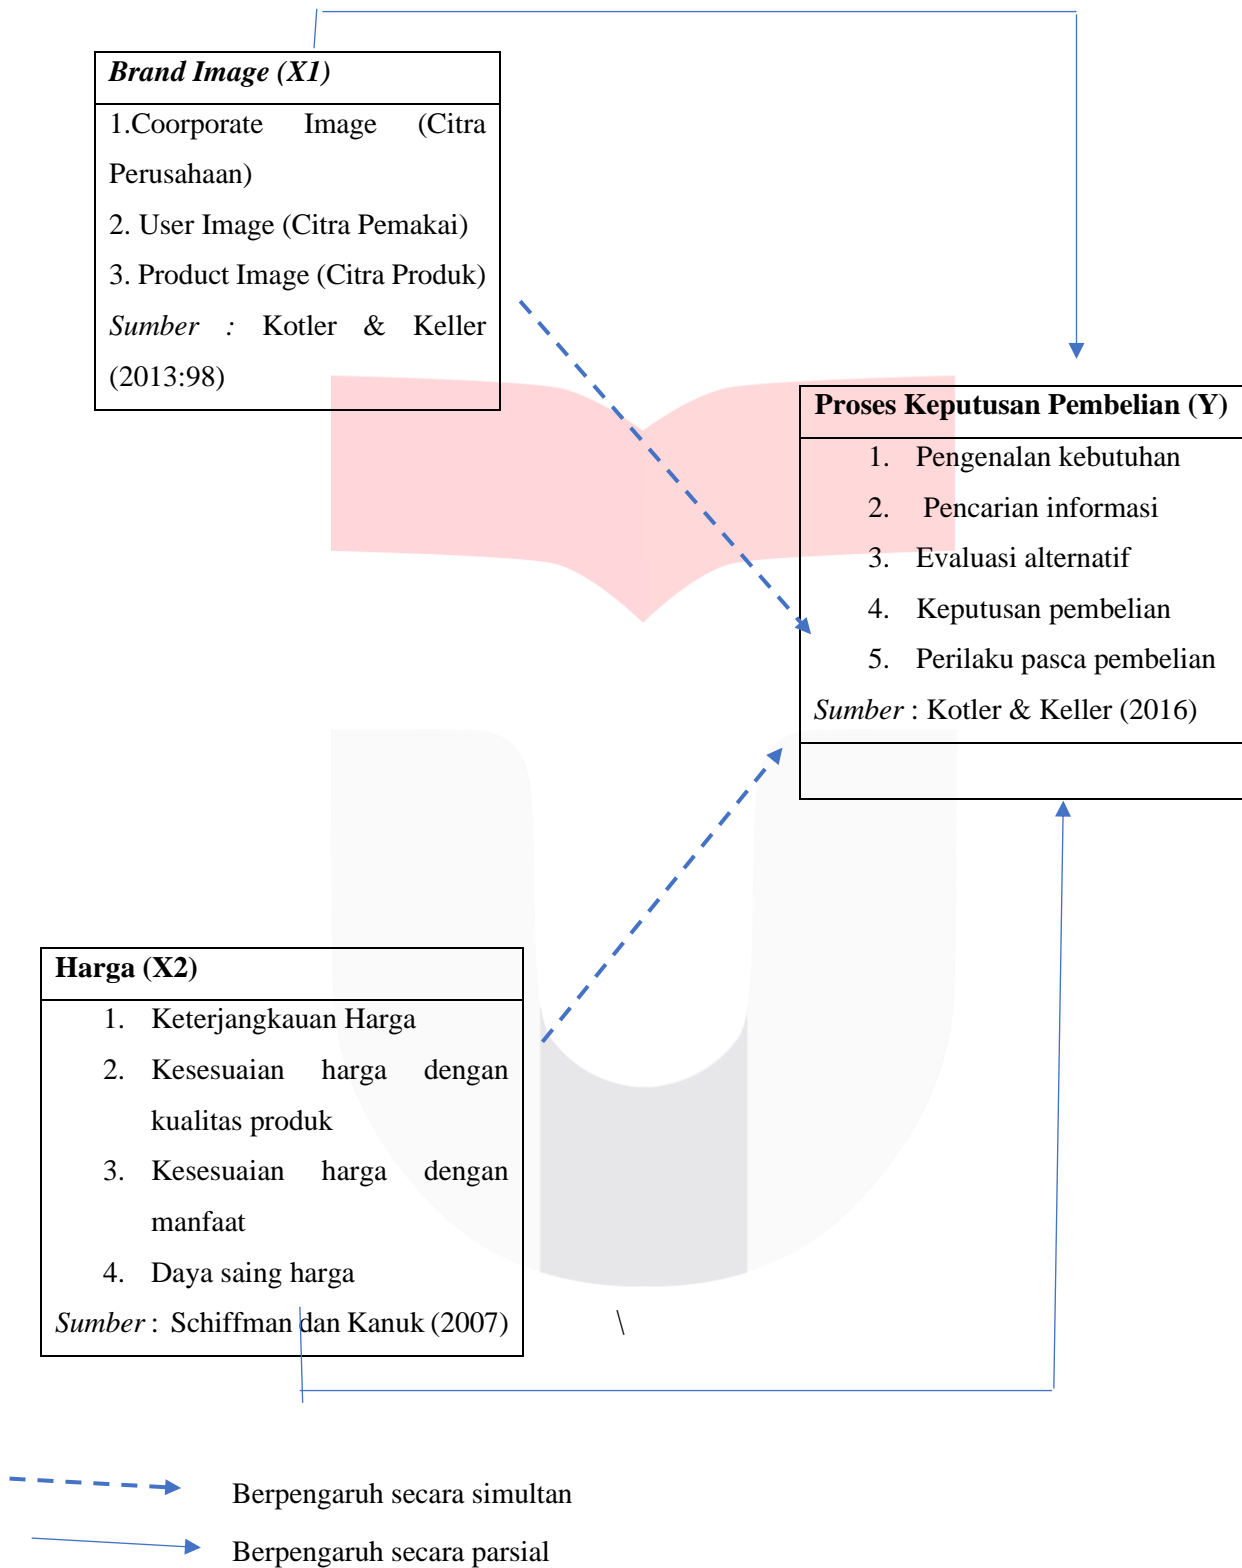 Brand Image (X1)
1.Coorporate Image (Citra
Perusahaan)
2. User Image (Citra Pemakai)
3. Product Image (Citra Produk)
Sumber : Kotler & Keller
(2013:98)
Proses Keputusan Pembelian (Y)
1. Pengenalan kebutuhan
2. Pencarian informasi
3. Evaluasi alternatif
4. Keputusan pembelian
5. Perilaku pasca pembelian
Sumber : Kotler & Keller (2016)
Harga (X2)
1. Keterjangkauan Harga
2. Kesesuaian harga dengan
kualitas produk
3. Kesesuaian harga dengan
manfaat
4. Daya saing harga
Sumber : Schiffman dan Kanuk (2007)
\
Berpengaruh secara simultan
Berpengaruh secara parsial